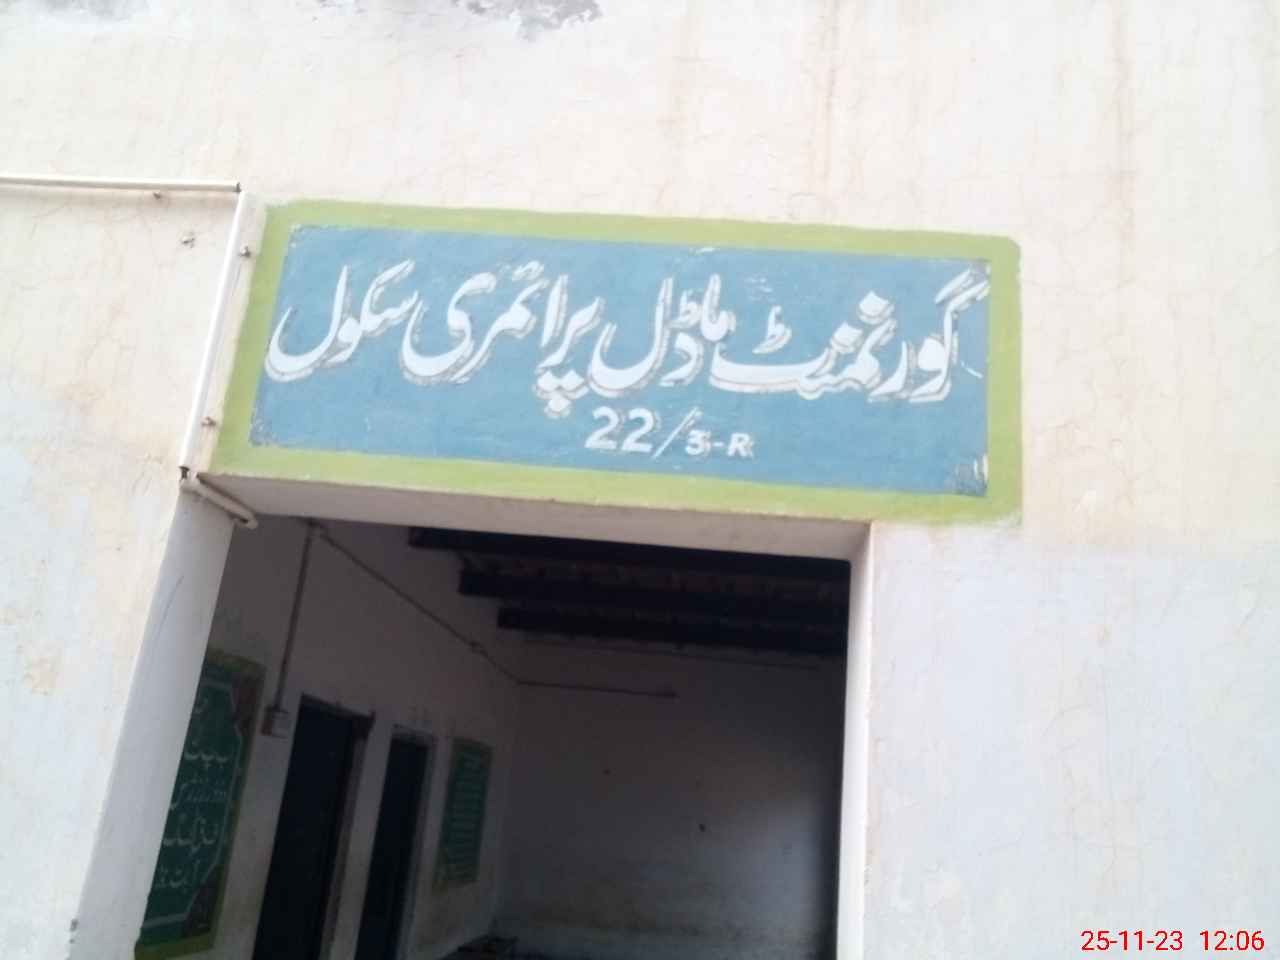 گورنمنٹ ماڈل پرائمری سکول
22/3-R
25-11-23 12:06